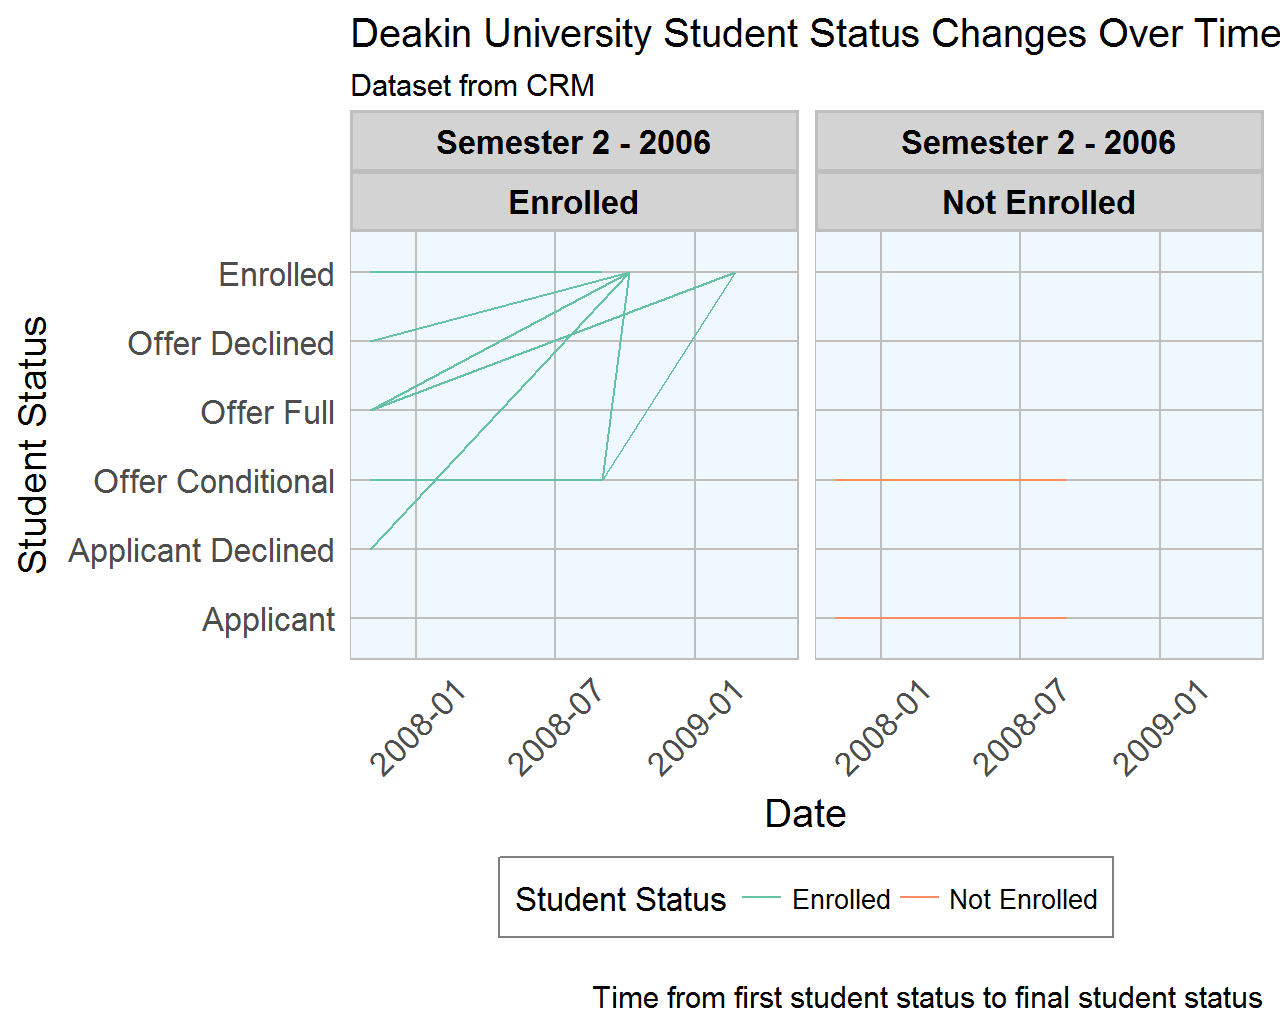 Deakin University Student Status Changes Over Time
Dataset from CRM
Semester 2 - 2006
Semester 2 - 2006
Enrolled
Not Enrolled
Student Status
Enrolled
Offer Declined
Offer Full
Offer Conditional
Applicant Declined
Applicant
2008-01
2008-07
2009-01
2008-01
2008-07
2009-01
Date
Student Status Enrolled Not Enrolled
Time from first student status to final student status